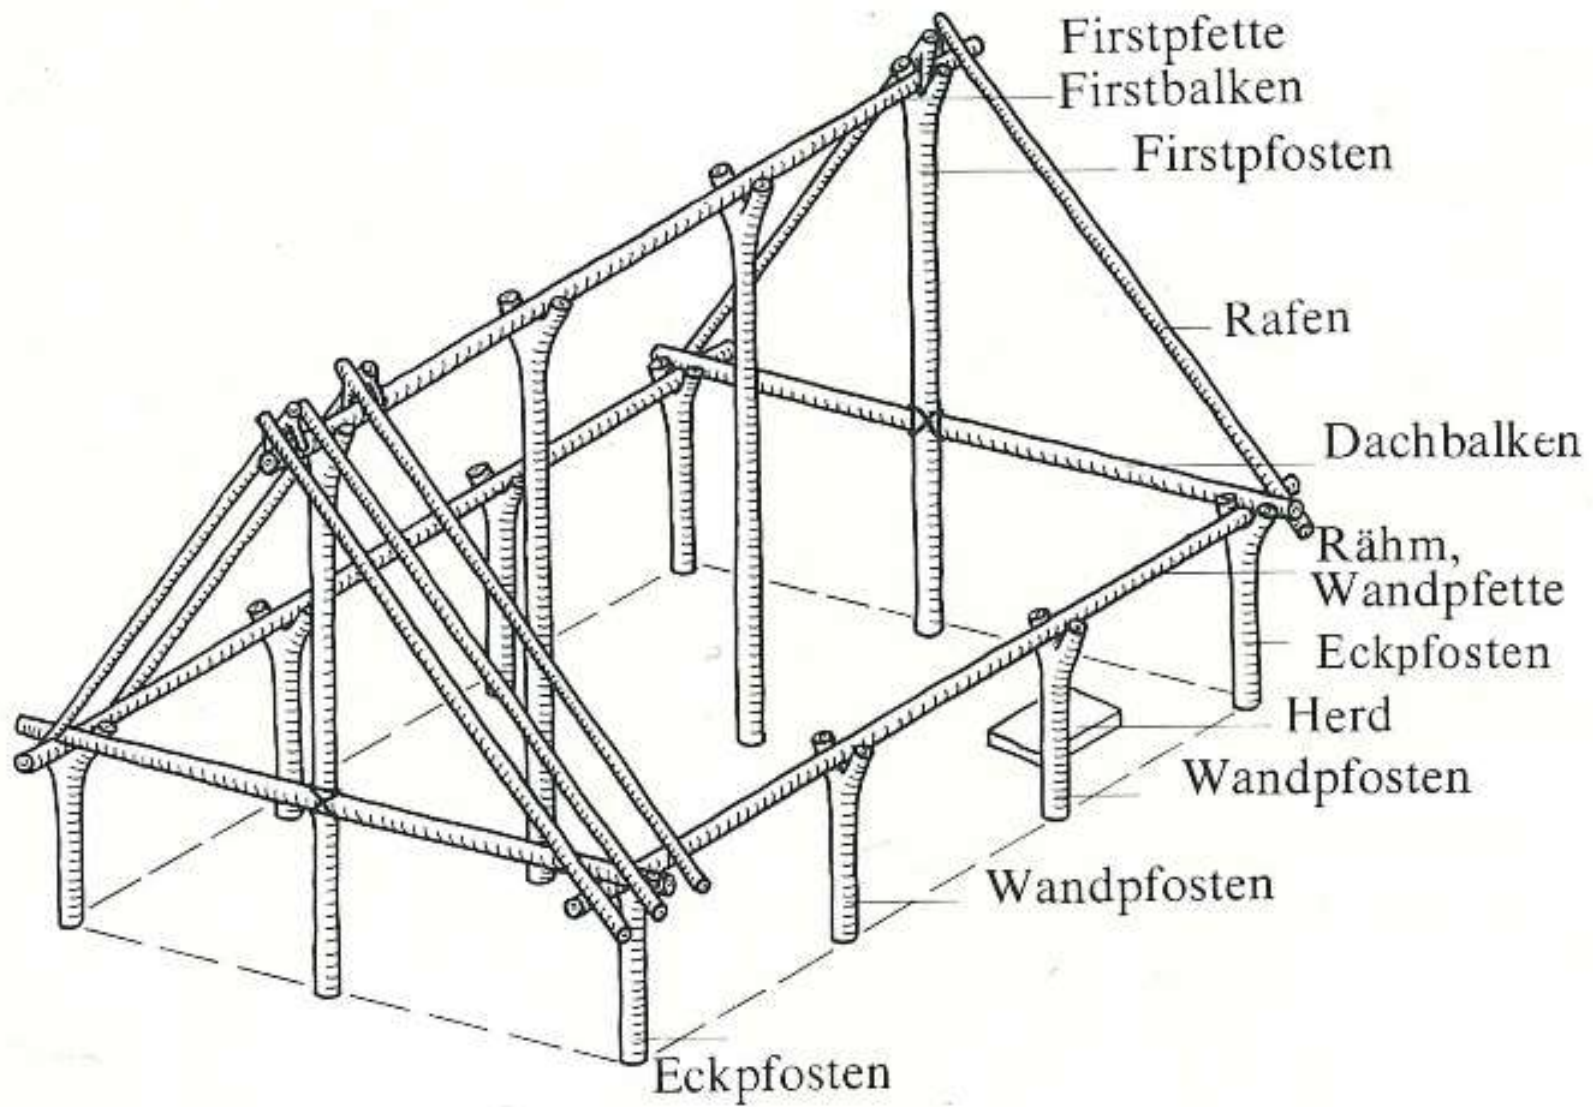 Firstpfette
Firstbalken
Firstpfosten
Rafen
Dachbalken
Rähm,
Wandpfette
Eckpfosten
Herd
Wandpfosten
Wandpfosten
Eckpfosten